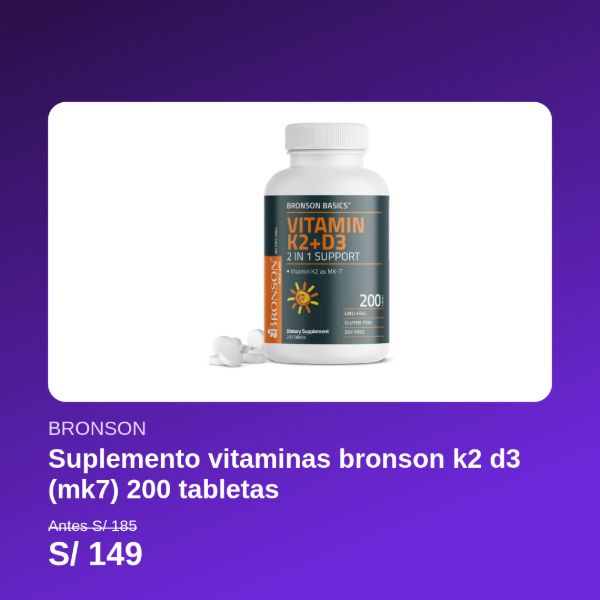 BRONSON BASICS™
VITAMIN
K2+D3
2 IN 1 SUPPORT
• Vitamin K2 as MK-7
BRONSON
200
GMO-FREE
GLUTEN-FREE
SOY-FREE
Dietary Supplement
200 Tablets
BRONSON
Suplemento vitaminas bronson k2 d3
(mk7) 200 tabletas
Antes S/ 185
S/ 149